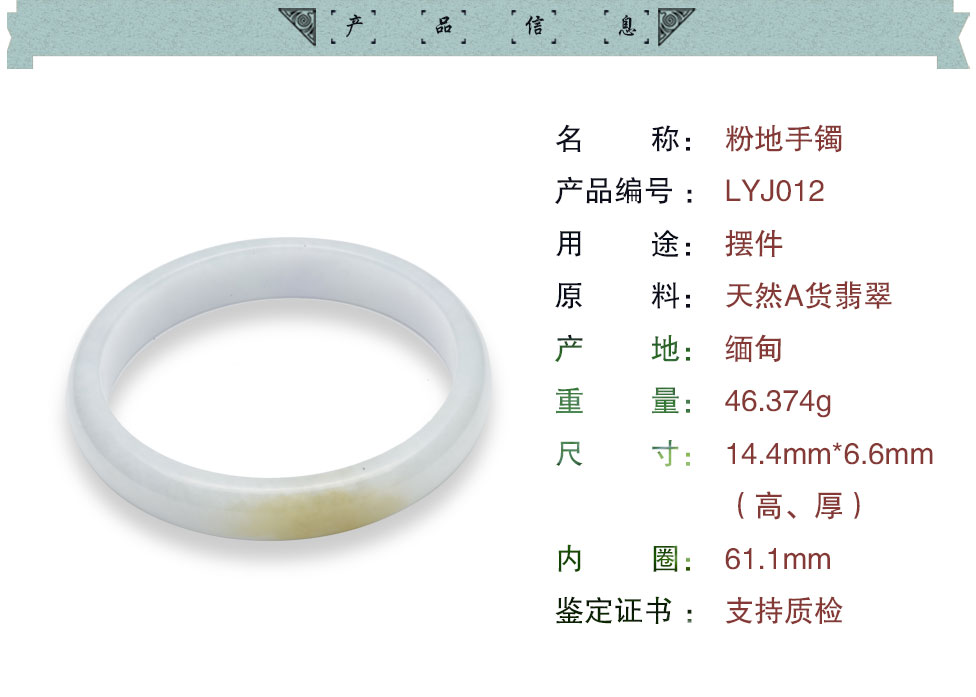 产品信息
名称：粉地手镯
产品编号：LYJ012
用途：摆件
原料：天然A货翡翠
产地：缅甸
重量：46.374g
尺寸：14.4mm*6.6mm
（高、厚）
内圈：61.1mm
鉴定证书：支持质检